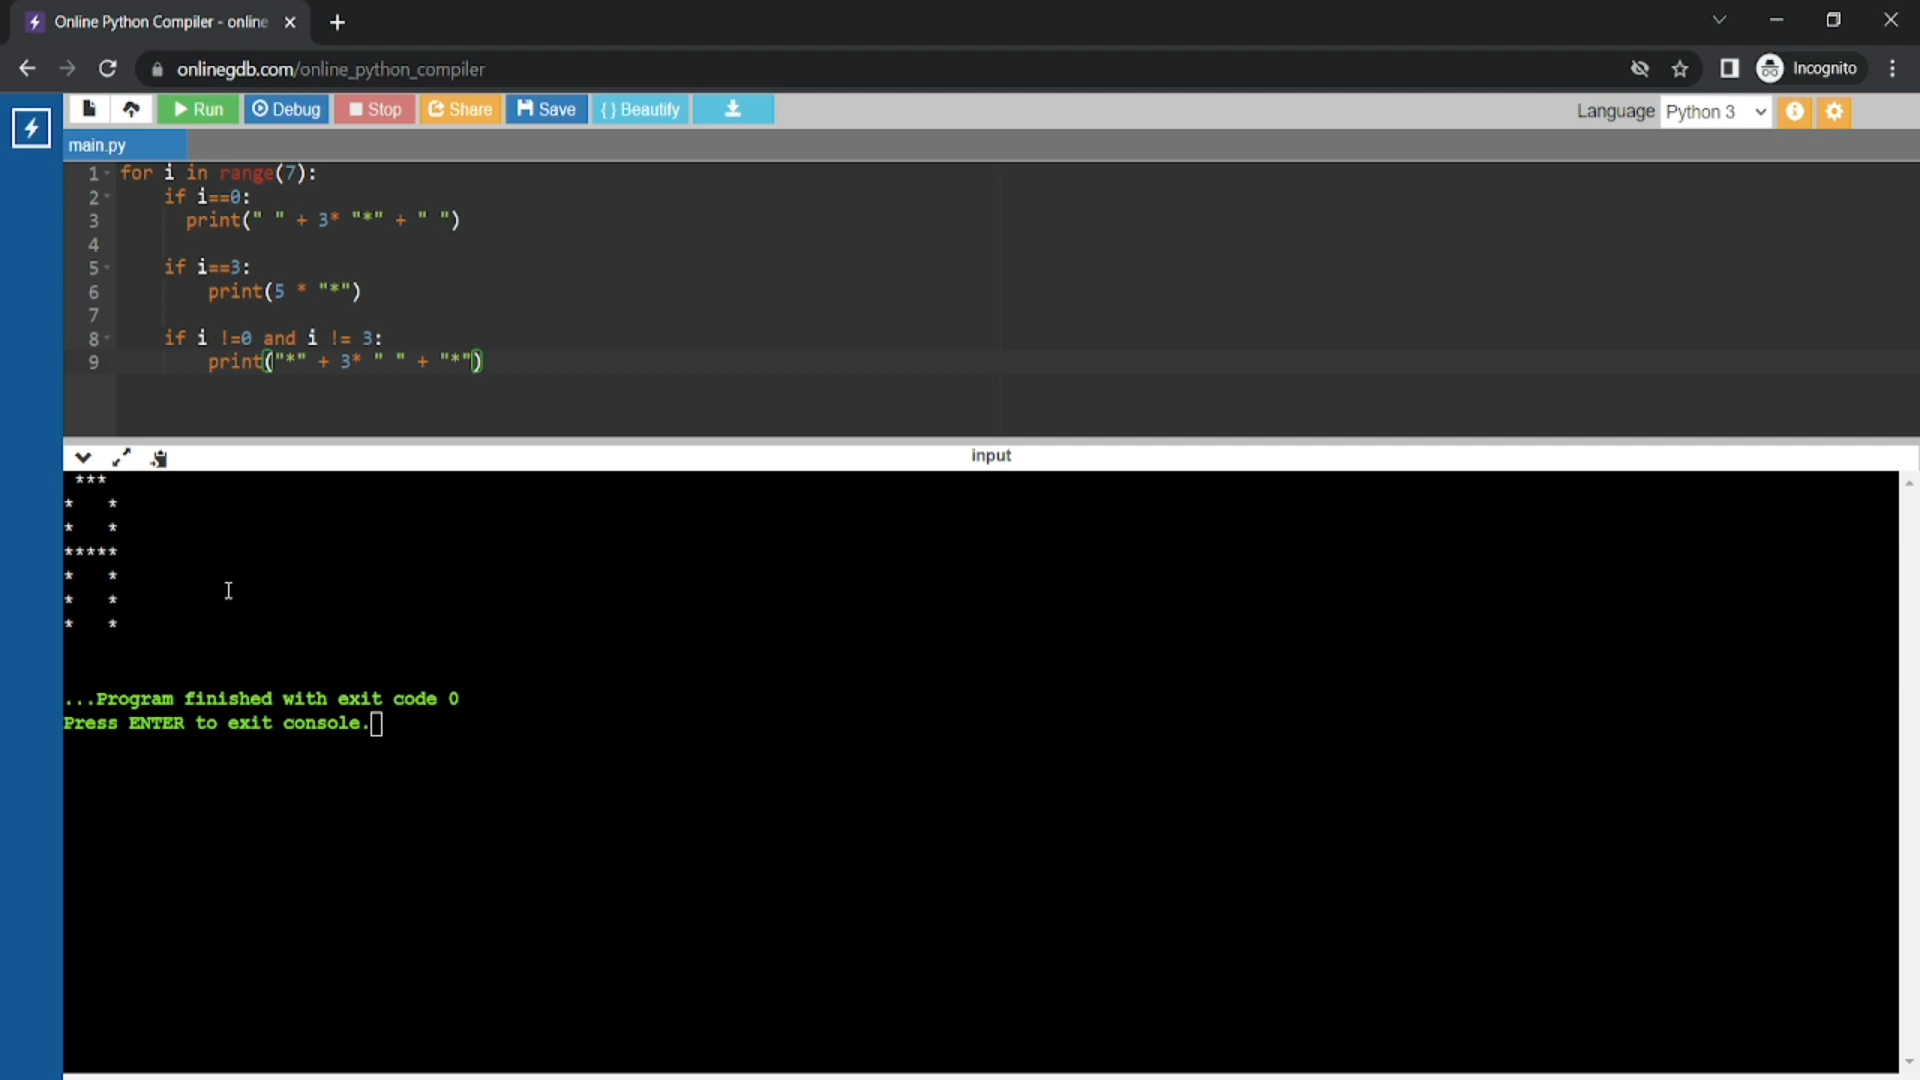 Online Python Compiler - online
onlinegdb.com/online_python_compiler
Incognito
Run Debug Stop Share Save {} Beautify
Language Python 3
main.py
1 for i in range(7):
2     if i==0:
3       print(" " + 3* "*" + " ")
4
5     if i==3:
6         print(5 * "*")
7
8     if i !=0 and i != 3:
9         print("*" + 3* " " + "*")
input
 ***
*   *
*   *
*****
*   *
*   *
*   *
...Program finished with exit code 0
Press ENTER to exit console.